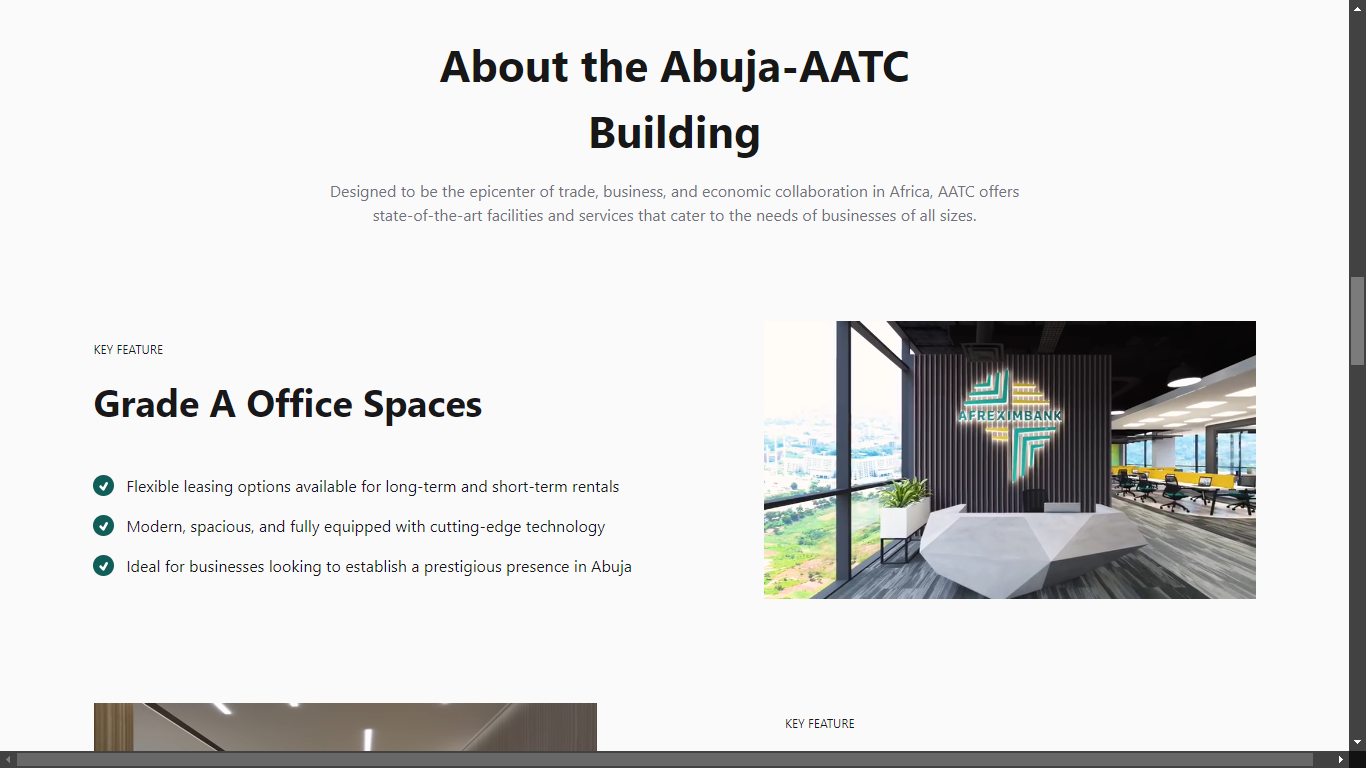 About the Abuja-AATC
Building
Designed to be the epicenter of trade, business, and economic collaboration in Africa, AATC offers
state-of-the-art facilities and services that cater to the needs of businesses of all sizes.
KEY FEATURE
Grade A Office Spaces
Flexible leasing options available for long-term and short-term rentals
Modern, spacious, and fully equipped with cutting-edge technology
Ideal for businesses looking to establish a prestigious presence in Abuja
AFREXIMBANK
KEY FEATURE